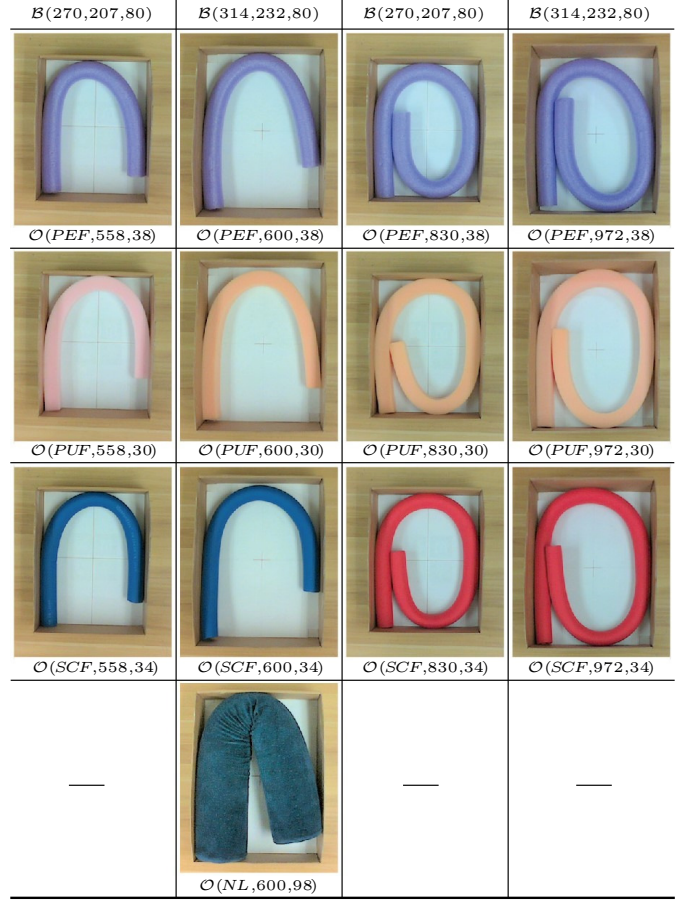 B(270,207,80) B(314,232,80) B(270,207,80) B(314,232,80)
O(PEF,558,38) O(PEF,600,38) O(PEF,830,38) O(PEF,972,38)
O(PUF,558,30) O(PUF,600,30) O(PUF,830,30) O(PUF,972,30)
O(SCF,558,34) O(SCF,600,34) O(SCF,830,34) O(SCF,972,34)
— — —
O(NL,600,98)